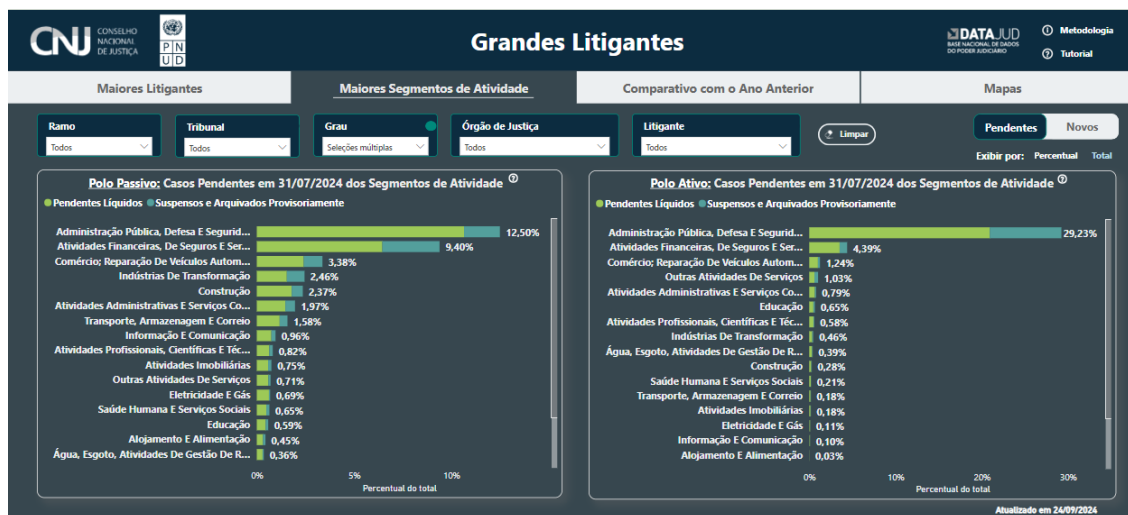 CNJ CONSELHO NACIONAL DE JUSTIÇA
P N U D
Grandes Litigantes
DATAJUD
BASE NACIONAL DE DADOS DO PODER JUDICIÁRIO
Metodologia
Tutorial
Maiores Litigantes
Maiores Segmentos de Atividade
Comparativo com o Ano Anterior
Mapas
Ramo
Todos
Tribunal
Todos
Grau
Seleções múltiplas
Órgão de Justiça
Todos
Litigante
Todos
Limpar
Pendentes
Novos
Exibir por: Percentual Total
Polo Passivo: Casos Pendentes em 31/07/2024 dos Segmentos de Atividade
Pendentes Líquidos Suspensos e Arquivados Provisoriamente
Administração Pública, Defesa E Segurid... 12,50%
Atividades Financeiras, De Seguros E Ser... 9,40%
Comércio; Reparação De Veículos Autom... 3,38%
Indústrias De Transformação 2,46%
Construção 2,37%
Atividades Administrativas E Serviços Co... 1,97%
Transporte, Armazenagem E Correio 1,58%
Informação E Comunicação 0,96%
Atividades Profissionais, Científicas E Téc... 0,82%
Atividades Imobiliárias 0,75%
Outras Atividades De Serviços 0,71%
Eletricidade E Gás 0,69%
Saúde Humana E Serviços Sociais 0,65%
Educação 0,59%
Alojamento E Alimentação 0,45%
Água, Esgoto, Atividades De Gestão De R... 0,36%
0% 5% 10%
Percentual do total
Polo Ativo: Casos Pendentes em 31/07/2024 dos Segmentos de Atividade
Pendentes Líquidos Suspensos e Arquivados Provisoriamente
Administração Pública, Defesa E Segurid... 29,23%
Atividades Financeiras, De Seguros E Ser... 4,39%
Comércio; Reparação De Veículos Autom... 1,24%
Outras Atividades De Serviços 1,03%
Atividades Administrativas E Serviços Co... 0,79%
Educação 0,65%
Atividades Profissionais, Científicas E Téc... 0,58%
Indústrias De Transformação 0,46%
Água, Esgoto, Atividades De Gestão De R... 0,39%
Construção 0,28%
Saúde Humana E Serviços Sociais 0,21%
Transporte, Armazenagem E Correio 0,18%
Atividades Imobiliárias 0,18%
Eletricidade E Gás 0,11%
Informação E Comunicação 0,10%
Alojamento E Alimentação 0,03%
0% 10% 20% 30%
Percentual do total
Atualizado em 24/09/2024